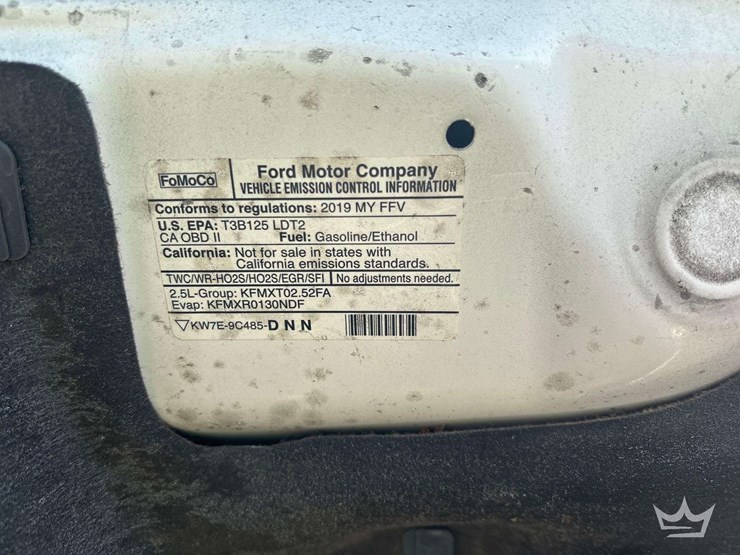 FoMoCo
Ford Motor Company
VEHICLE EMISSION CONTROL INFORMATION
Conforms to regulations: 2019 MY FFV
U.S. EPA: T3B125 LDT2
CA OBD II Fuel: Gasoline/Ethanol
California: Not for sale in states with
California emissions standards.
TWC/WR-HO2S/HO2S/EGR/SFI No adjustments needed.
2.5L-Group: KFMXT02.52FA
Evap: KFMXR0130NDF
▽KW7E-9C485-DNN